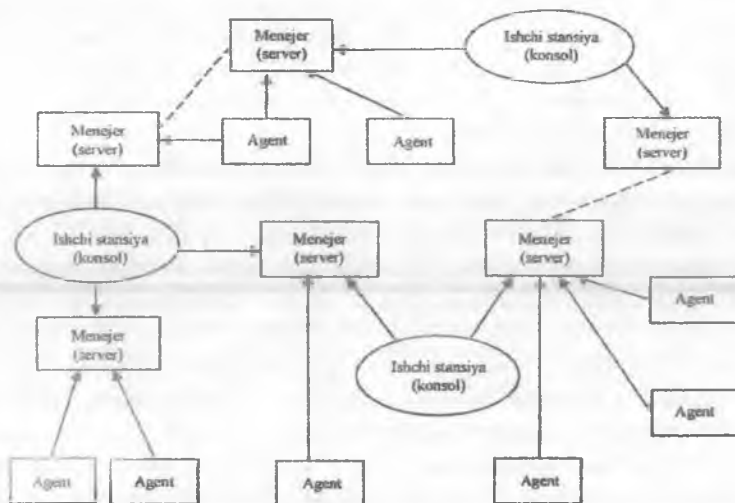 Menejer
(server)
Ishchi stansiya
(konsol)
Menejer
(server)
Agent
Agent
Menejer
(server)
Ishchi stansiya
(konsol)
Menejer
(server)
Menejer
(server)
Agent
Menejer
(server)
Ishchi stansiya
(konsol)
Agent
Agent
Agent
Agent
Agent